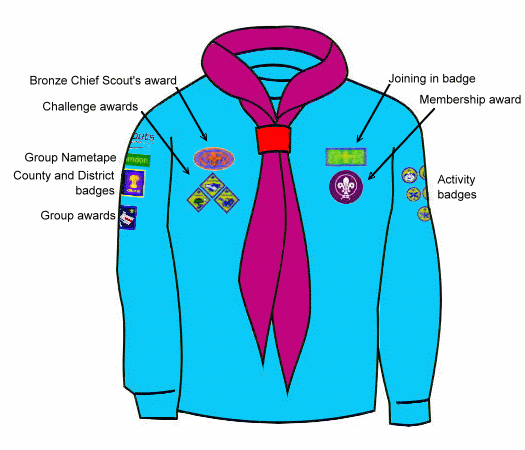 Bronze Chief Scout's award
Joining in badge
Challenge awards
Membership award
Group Nametape
County and District
badges
Activity
badges
Group awards